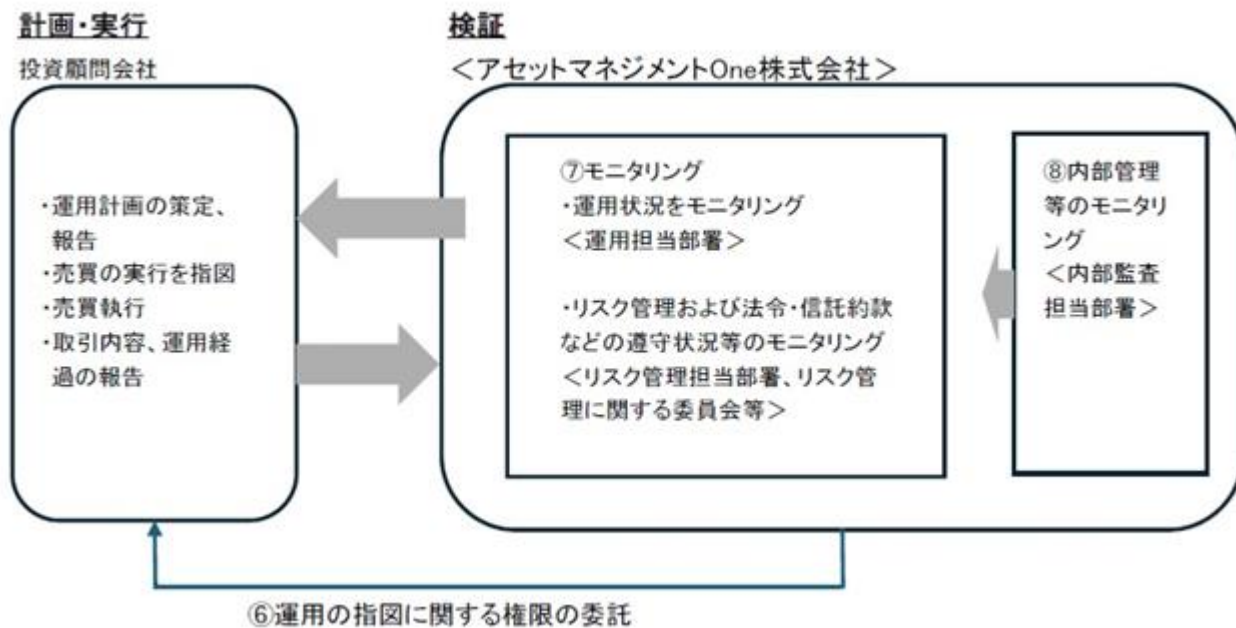 計画・実行
投資顧問会社
・運用計画の策定、
報告
・売買の実行を指図
・売買執行
・取引内容、運用経
過の報告
検証
＜アセットマネジメントOne株式会社＞
⑦モニタリング
・運用状況をモニタリング
＜運用担当部署＞
・リスク管理および法令・信託約款
などの遵守状況等のモニタリング
＜リスク管理担当部署、リスク管
理に関する委員会等＞
⑧内部管理
等のモニタリ
ング
＜内部監査
担当部署＞
⑥運用の指図に関する権限の委託